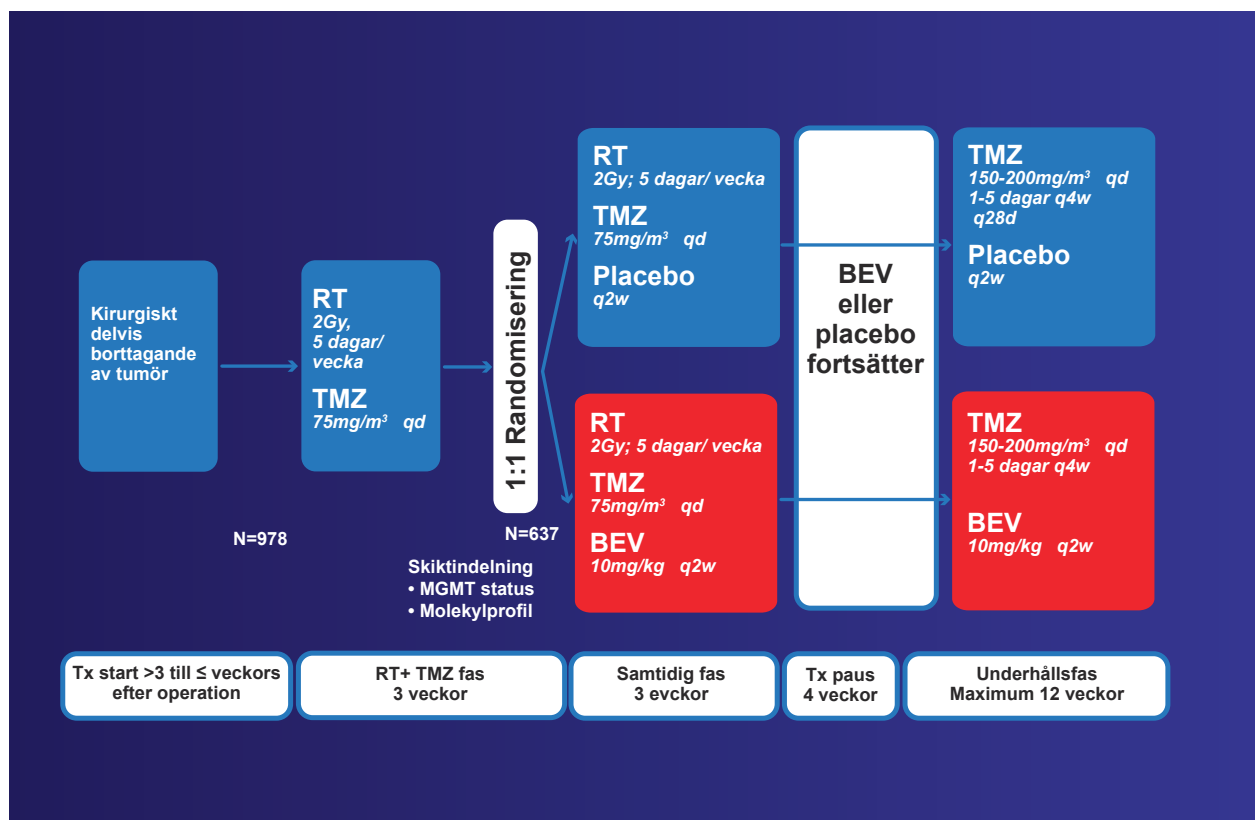 Kirurgiskt
delvis
borttagande
av tumör
N=978
RT
2Gy,
5 dagar/
vecka
TMZ
75mg/m³ qd
1:1 Randomisering
N=637
Skiktindelning
• MGMT status
• Molekylprofil
RT
2Gy; 5 dagar/ vecka
TMZ
75mg/m³ qd
Placebo
q2w
RT
2Gy; 5 dagar/ vecka
TMZ
75mg/m³ qd
BEV
10mg/kg q2w
BEV
eller
placebo
fortsätter
TMZ
150-200mg/m³ qd
1-5 dagar q4w
q28d
Placebo
q2w
TMZ
150-200mg/m³ qd
1-5 dagar q4w
BEV
10mg/kg q2w
Tx start >3 till ≤ veckors
efter operation
RT+ TMZ fas
3 veckor
Samtidig fas
3 evckor
Tx paus
4 veckor
Underhållsfas
Maximum 12 veckor